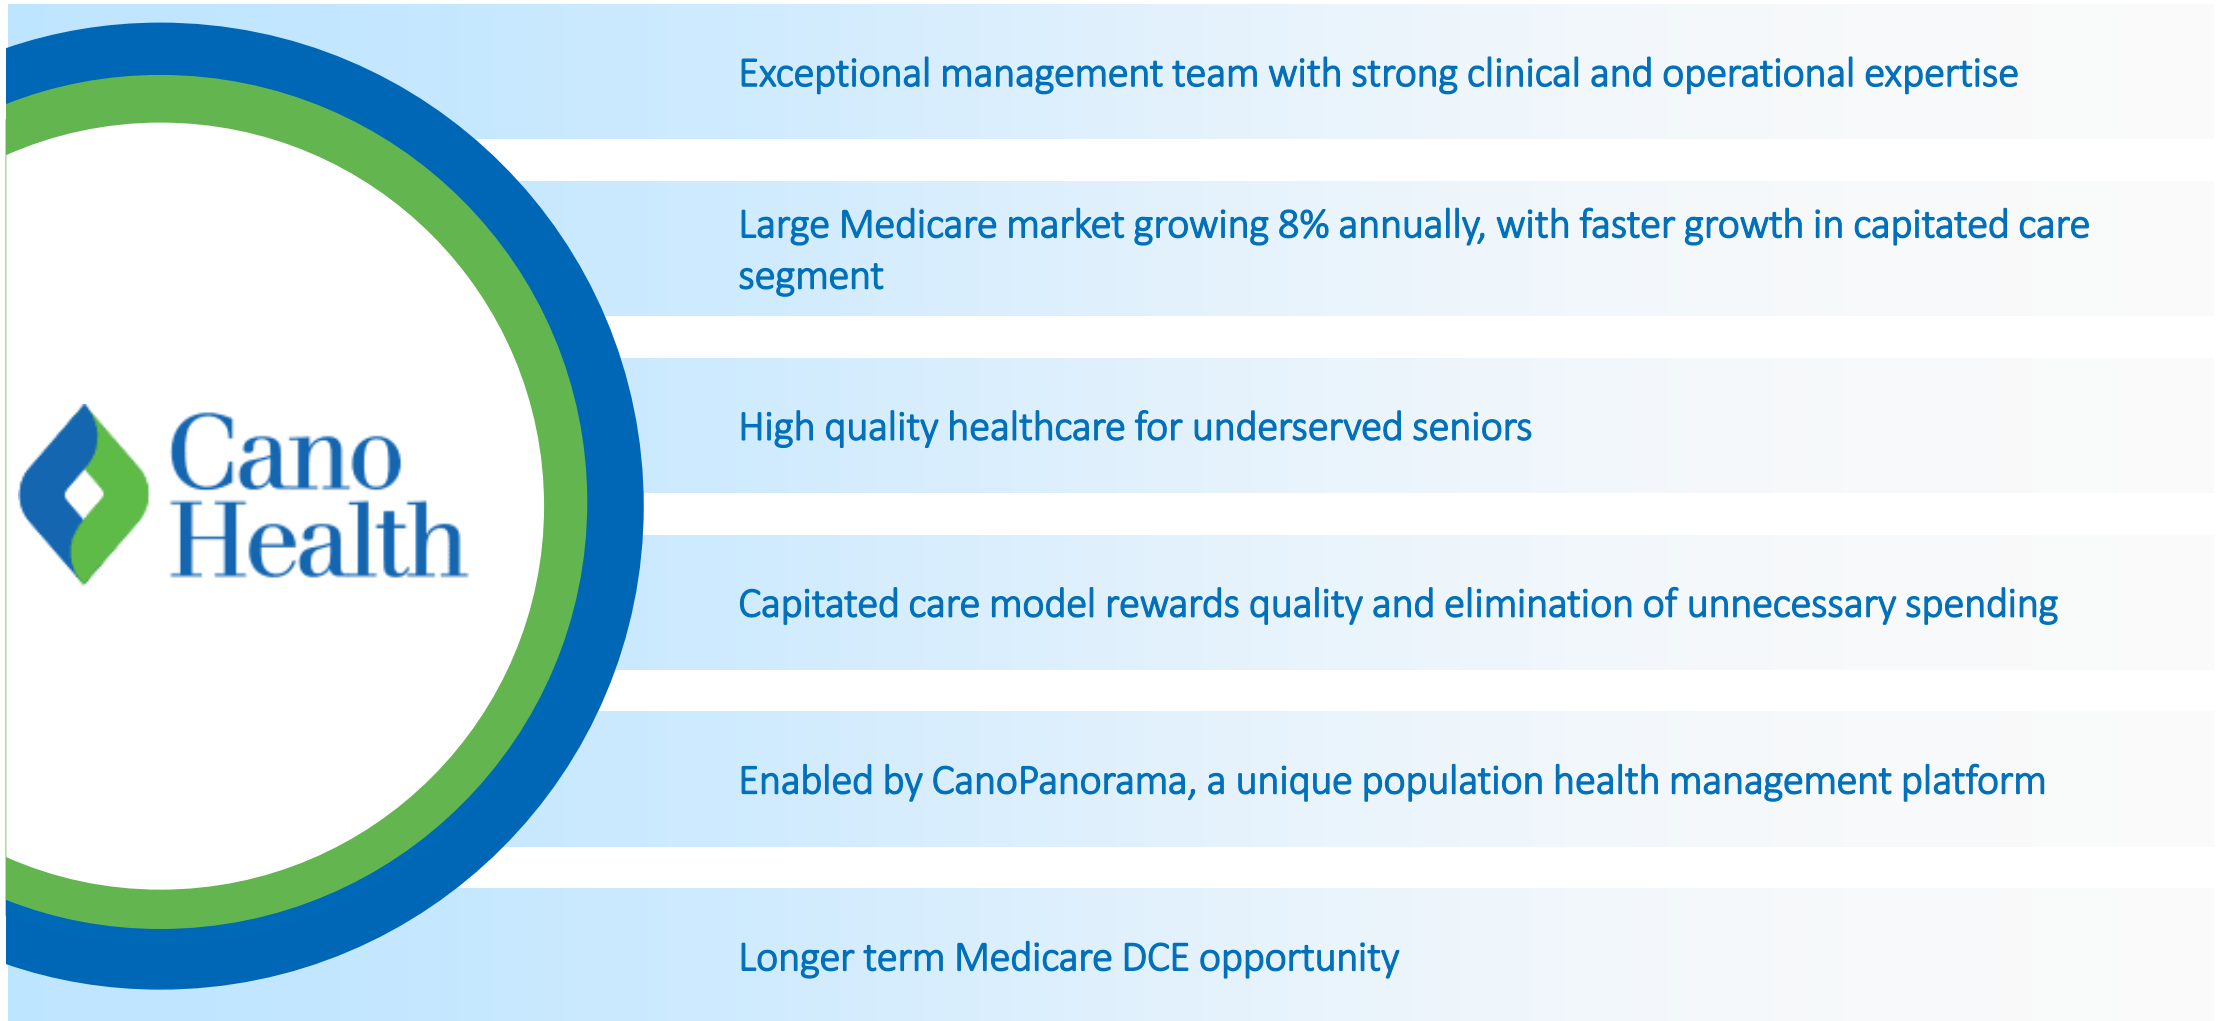 Exceptional management team with strong clinical and operational expertise
Large Medicare market growing 8% annually, with faster growth in capitated care
segment
High quality healthcare for underserved seniors
Cano
Health
Capitated care model rewards quality and elimination of unnecessary spending
Enabled by CanoPanorama, a unique population health management platform
Longer term Medicare DCE opportunity